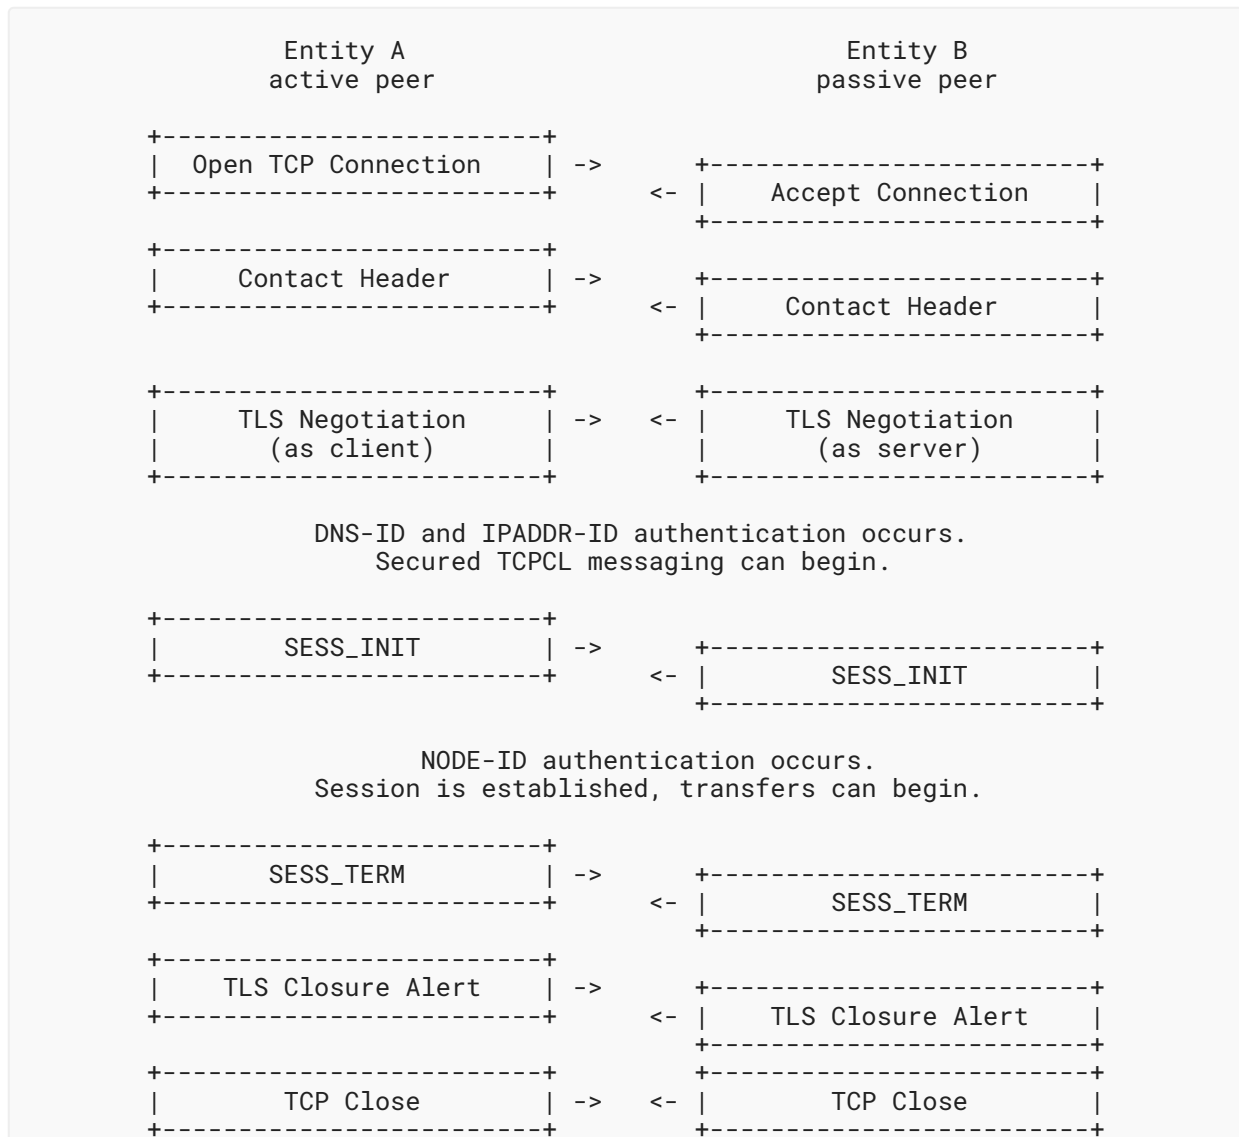 Entity A                             Entity B
active peer                         passive peer
+-------------------------+
|  Open TCP Connection    | ->      +-------------------------+
+-------------------------+      <- |    Accept Connection    |
                                    +-------------------------+
+-------------------------+
|     Contact Header      | ->      +-------------------------+
+-------------------------+      <- |     Contact Header      |
                                    +-------------------------+
+-------------------------+         +-------------------------+
|     TLS Negotiation     | ->   <- |     TLS Negotiation     |
|       (as client)       |         |       (as server)       |
+-------------------------+         +-------------------------+
DNS-ID and IPADDR-ID authentication occurs.
Secured TCPCL messaging can begin.
+-------------------------+
|        SESS_INIT        | ->      +-------------------------+
+-------------------------+      <- |        SESS_INIT        |
                                    +-------------------------+
NODE-ID authentication occurs.
Session is established, transfers can begin.
+-------------------------+
|       SESS_TERM         | ->      +-------------------------+
+-------------------------+      <- |        SESS_TERM        |
                                    +-------------------------+
+-------------------------+
|    TLS Closure Alert    | ->      +-------------------------+
+-------------------------+      <- |    TLS Closure Alert    |
                                    +-------------------------+
+-------------------------+         +-------------------------+
|        TCP Close        | ->   <- |        TCP Close        |
+-------------------------+         +-------------------------+